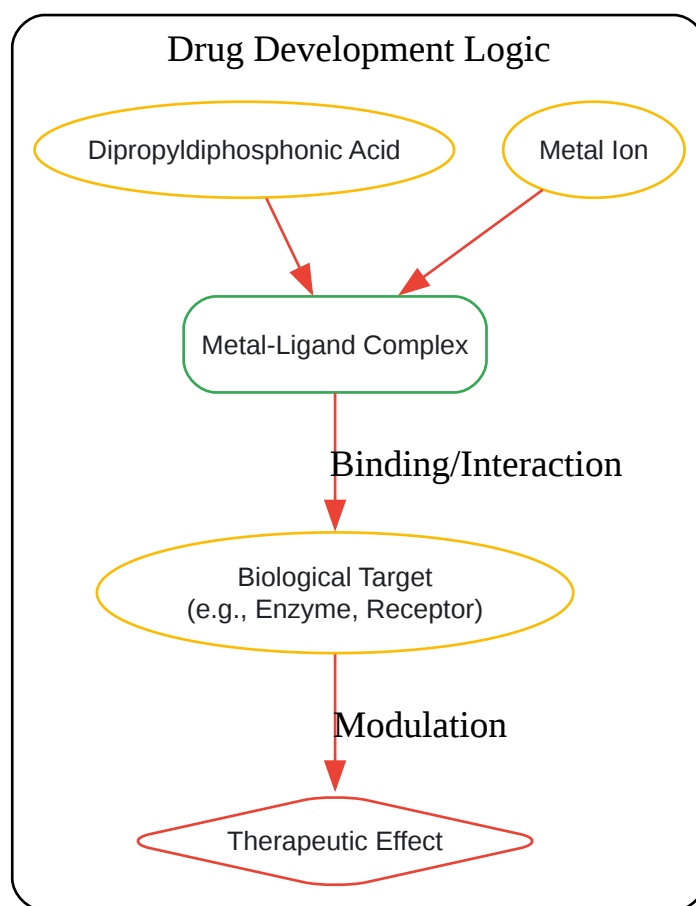 Drug Development Logic
Dipropyldiphosphonic Acid
Metal Ion
Metal-Ligand Complex
Binding/Interaction
Biological Target
(e.g., Enzyme, Receptor)
Modulation
Therapeutic Effect